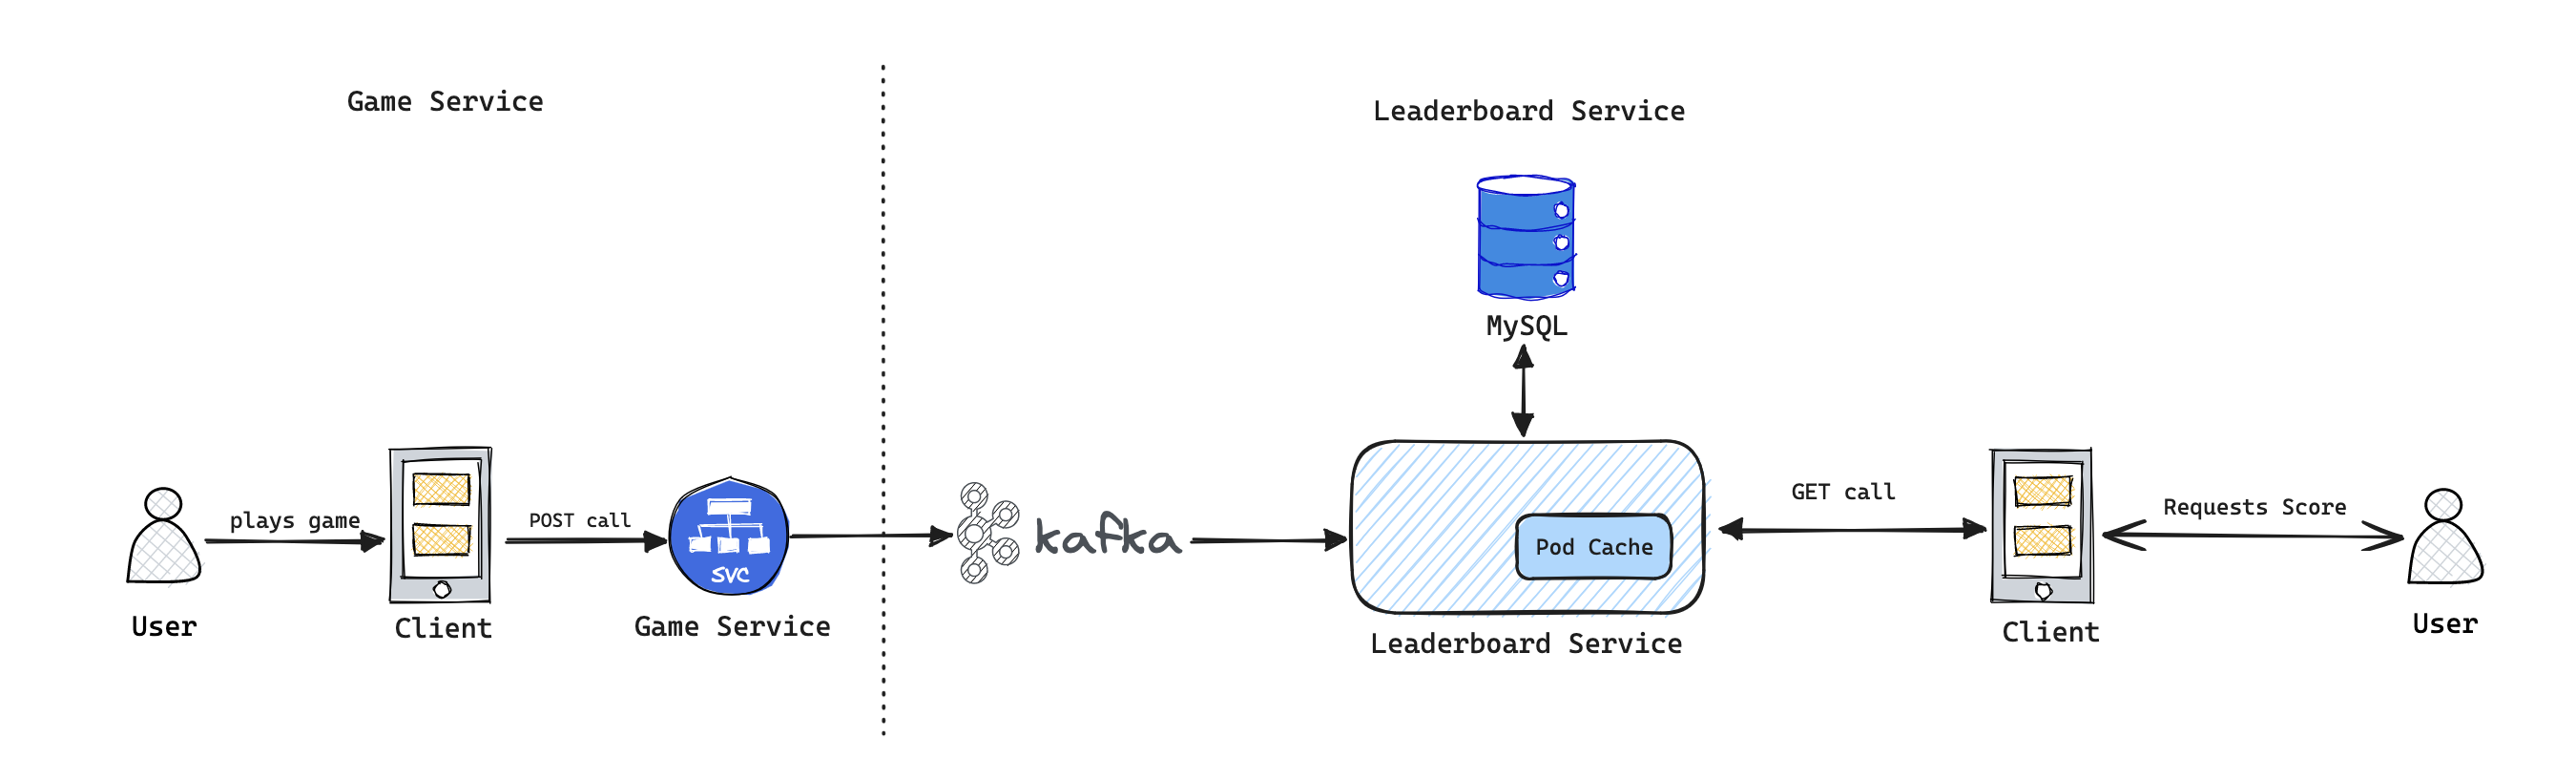 Game Service
Leaderboard Service
MySQL
plays game
POST call
SVC
kafka
Pod Cache
GET call
Requests Score
User
Client
Game Service
Leaderboard Service
Client
User